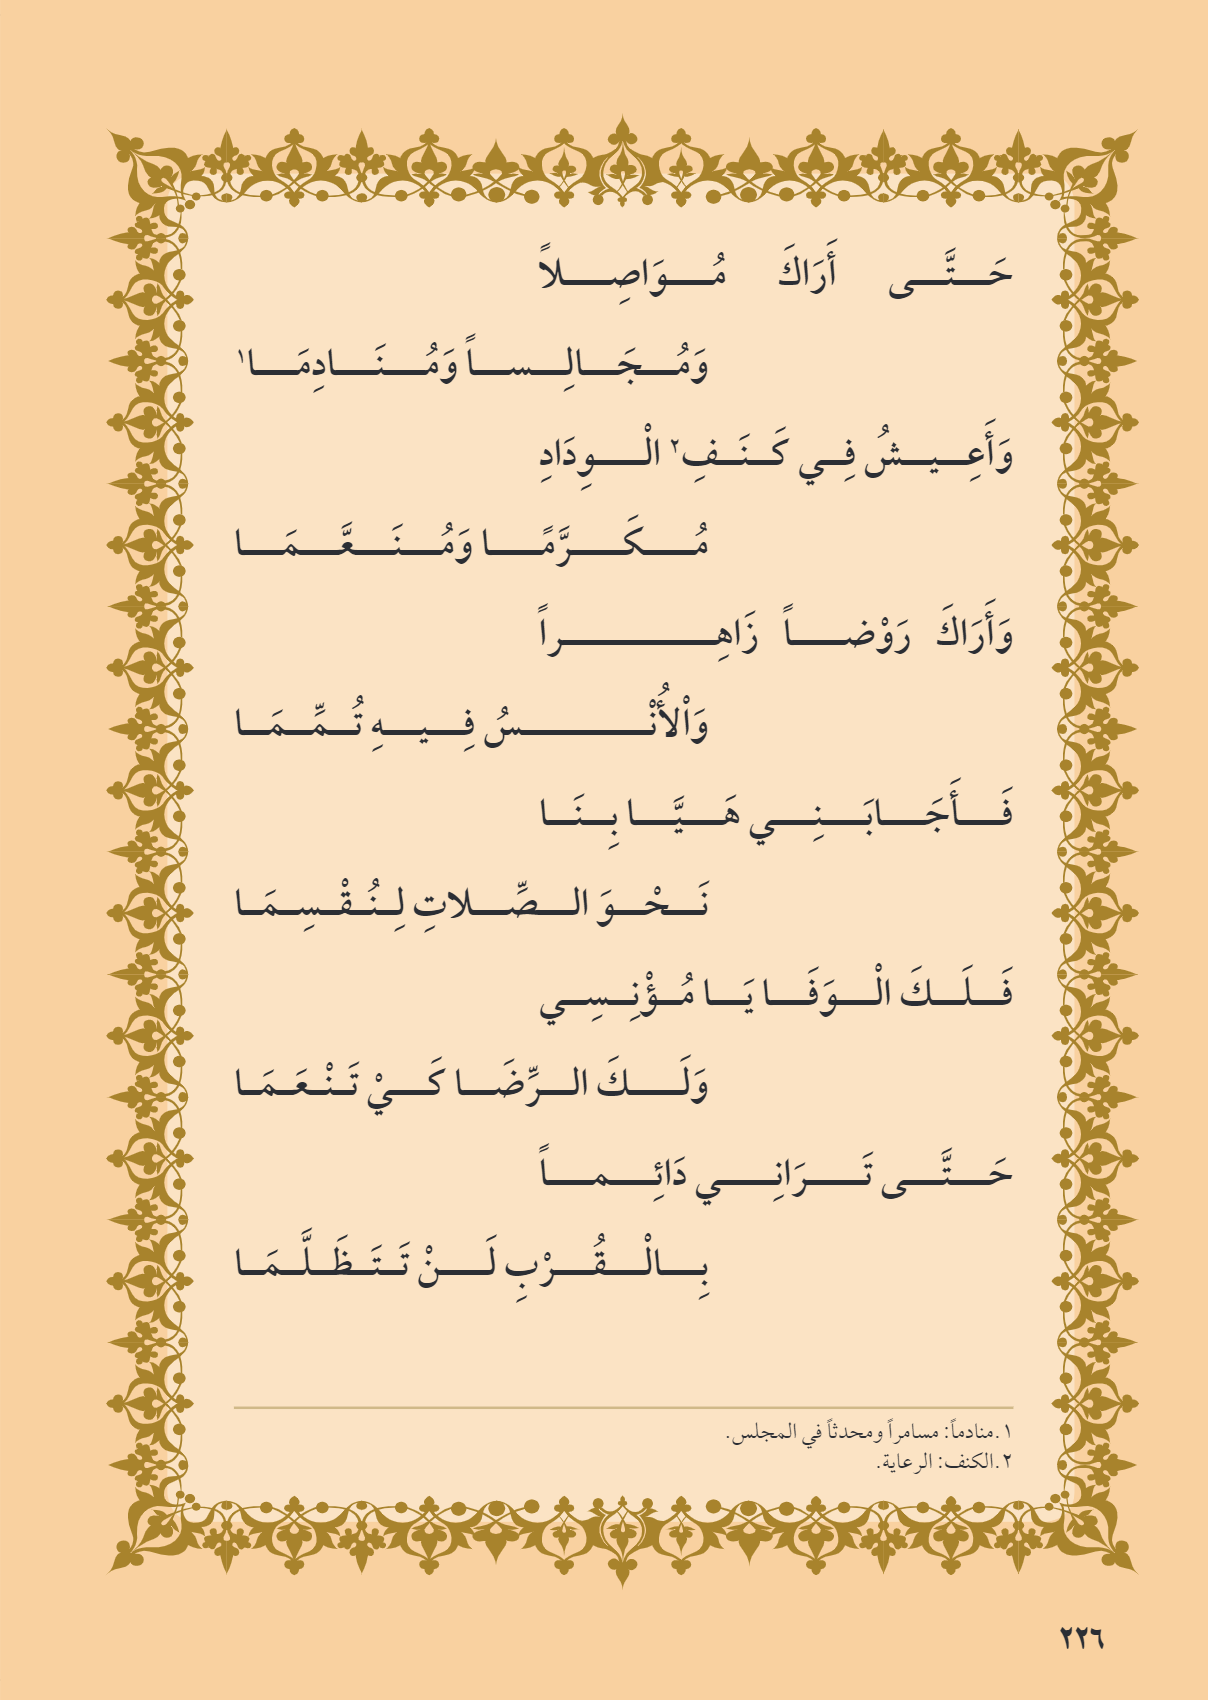 حَتَّى أَرَاكَ مُوَاصِلاً
وَمُجَالِساً وَمُنَادِمَا١
وَأَعِيشُ فِي كَنَفِ٢ الْوِدَادِ
مُكَرَّمًا وَمُنَعَّمَا
وَأَرَاكَ رَوْضاً زَاهِراً
وَاْلأُنْسُ فِيهِ تُمِّمَا
فَأَجَابَنِي هَيَّا بِنَا
نَحْوَ الصِّلاتِ لِنُقْسِمَا
فَلَكَ الْوَفَا يَا مُؤْنِسِي
وَلَكَ الرِّضَا كَيْ تَنْعَمَا
حَتَّى تَرَانِي دَائِماً
بِالْقُرْبِ لَنْ تَتَظَلَّمَا
١.منادماً: مسامراً ومحدثاً في المجلس.
٢.الكنف: الرعاية.
٢٢٦